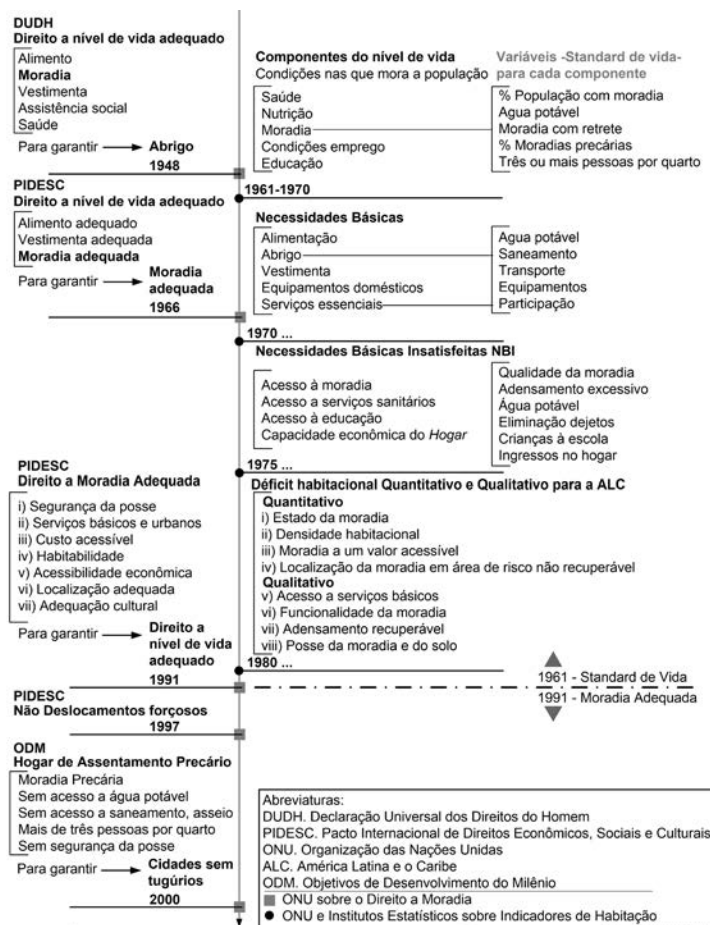 DUDH
Direito a nível de vida adequado
Alimento
Moradia
Vestimenta
Assistência social
Saúde
Para garantir
Abrigo
1948
Componentes do nível de vida
Condições nas que mora a população
Saúde
Nutrição
Moradia
Condições emprego
Educação
Variáveis -Standard de vida-
para cada componente
% População com moradia
Agua potável
Moradia com retrete
% Moradias precárias
Três ou mais pessoas por quarto
1961-1970
PIDESC
Direito a nível de vida adequado
Alimento adequado
Vestimenta adequada
Moradia adequada
Para garantir
Moradia
adequada
1966
Necessidades Básicas
Alimentação
Abrigo
Vestimenta
Equipamentos domésticos
Serviços essenciais
Agua potável
Saneamento
Transporte
Equipamentos
Participação
1970 ...
Necessidades Básicas Insatisfeitas NBI
Acesso à moradia
Acesso a serviços sanitários
Acesso à educação
Capacidade econômica do Hogar
Qualidade da moradia
Adensamento excessivo
Água potável
Eliminação dejetos
Crianças à escola
Ingressos no hogar
1975 ...
PIDESC
Direito a Moradia Adequada
i) Segurança da posse
ii) Serviços básicos e urbanos
iii) Custo acessível
iv) Habitabilidade
v) Acessibilidade econômica
vi) Localização adequada
vii) Adequação cultural
Para garantir
Direito a
nível de vida
adequado
1991
Déficit habitacional Quantitativo e Qualitativo para a ALC
Quantitativo
i) Estado da moradia
ii) Densidade habitacional
iii) Moradia a um valor acessível
iv) Localização da moradia em área de risco não recuperável
Qualitativo
v) Acesso a serviços básicos
vi) Funcionalidade da moradia
vii) Adensamento recuperável
viii) Posse da moradia e do solo
1980 ...
1961 - Standard de Vida
1991 - Moradia Adequada
PIDESC
Não Deslocamentos forçosos
1997
ODM
Hogar de Assentamento Precário
Moradia Precária
Sem acesso a água potável
Sem acesso a saneamento, asseio
Mais de três pessoas por quarto
Sem segurança da posse
Para garantir
Cidades sem
tugúrios
2000
Abreviaturas:
DUDH. Declaração Universal dos Direitos do Homem
PIDESC. Pacto Internacional de Direitos Econômicos, Sociais e Culturais
ONU. Organização das Nações Unidas
ALC. América Latina e o Caribe
ODM. Objetivos de Desenvolvimento do Milênio
ONU sobre o Direito a Moradia
ONU e Institutos Estatísticos sobre Indicadores de Habitação